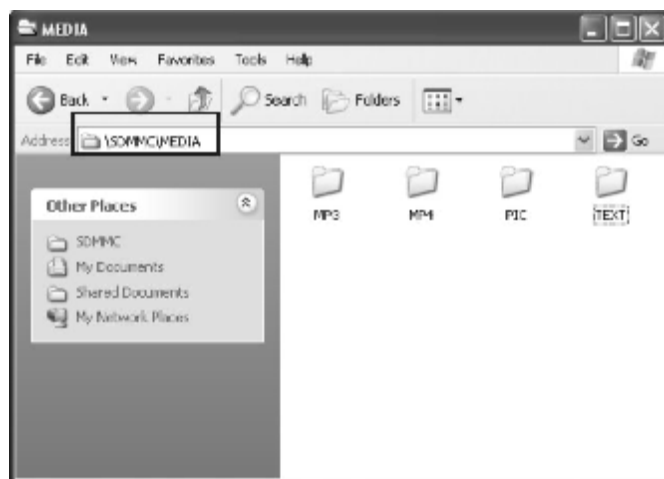 MEDIA
File Edit View Favorites Tools Help
Back Search Folders
Address \SDMMC\MEDIA Go
Other Places
SDMMC
My Documents
Shared Documents
My Network Places
MP3 MP4 PIC TEXT